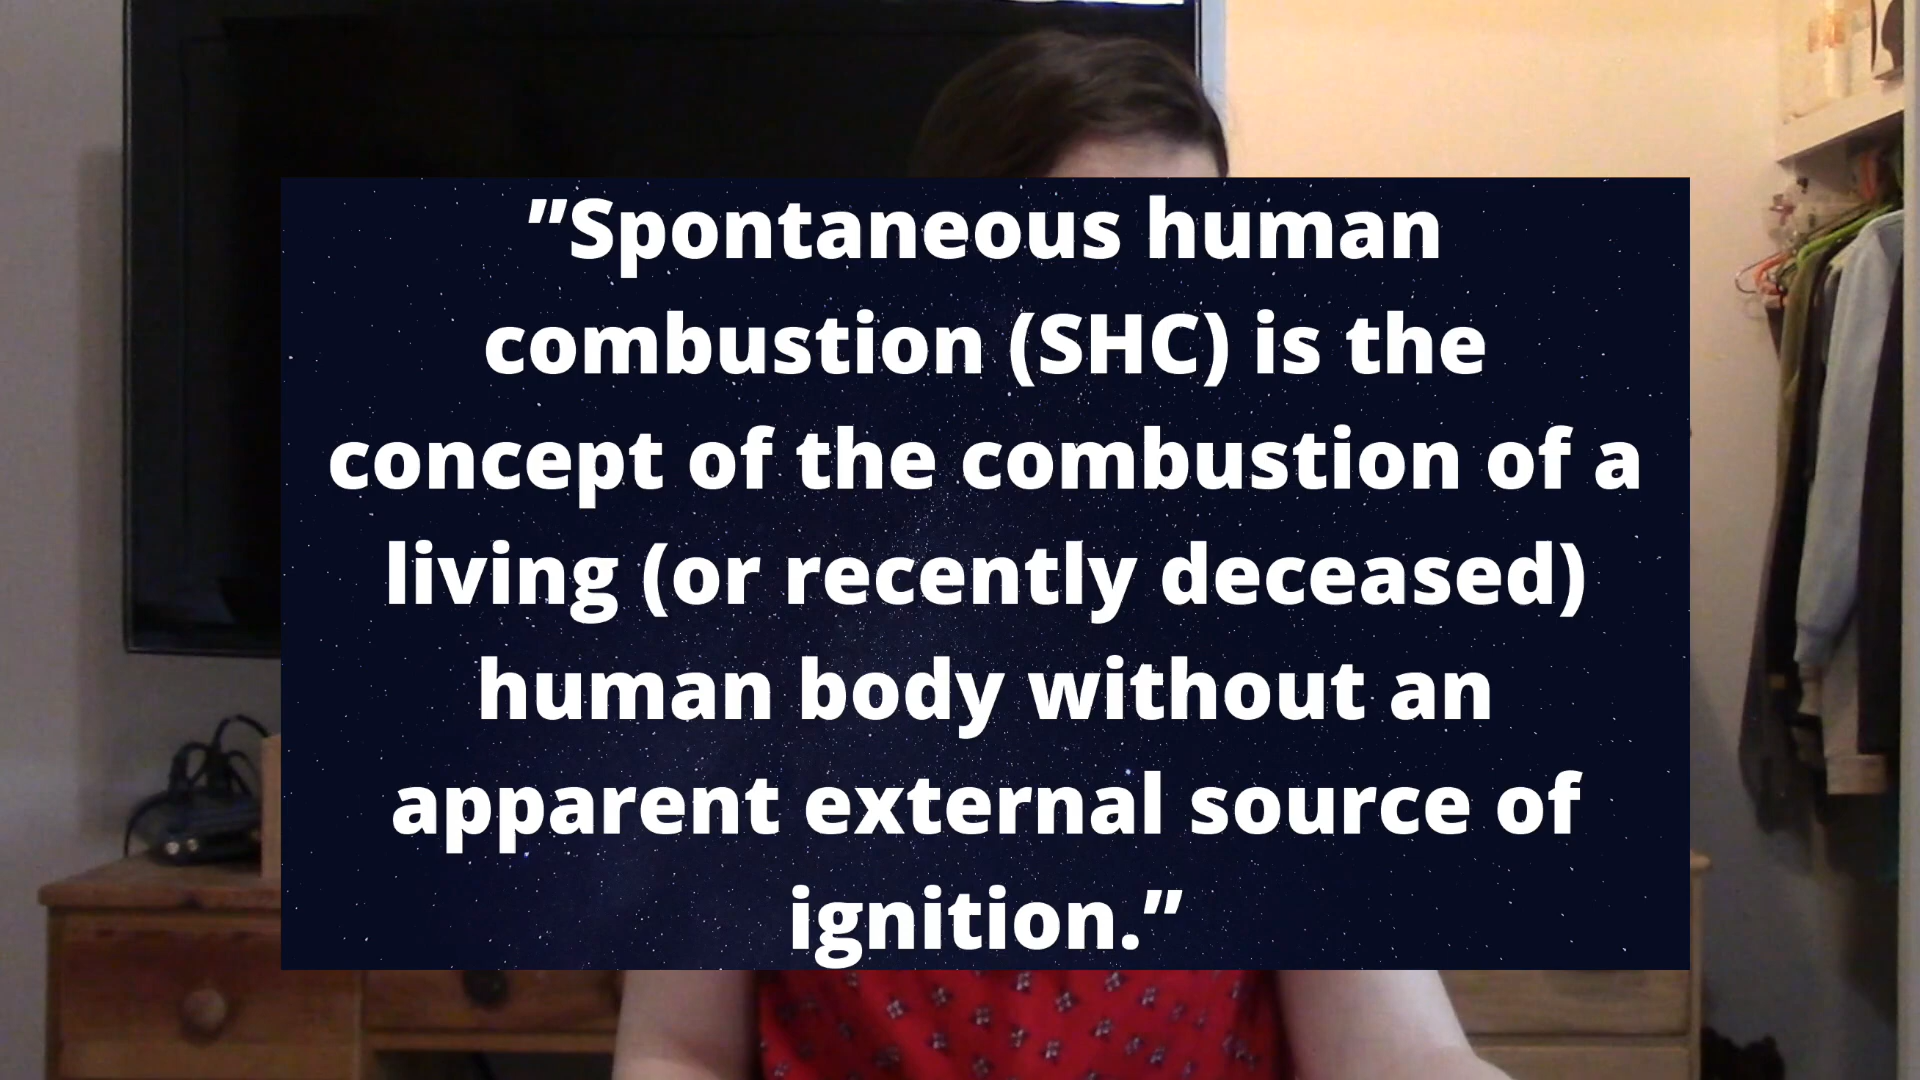 "Spontaneous human
combustion (SHC) is the
concept of the combustion of a
living (or recently deceased)
human body without an
apparent external source of
ignition."